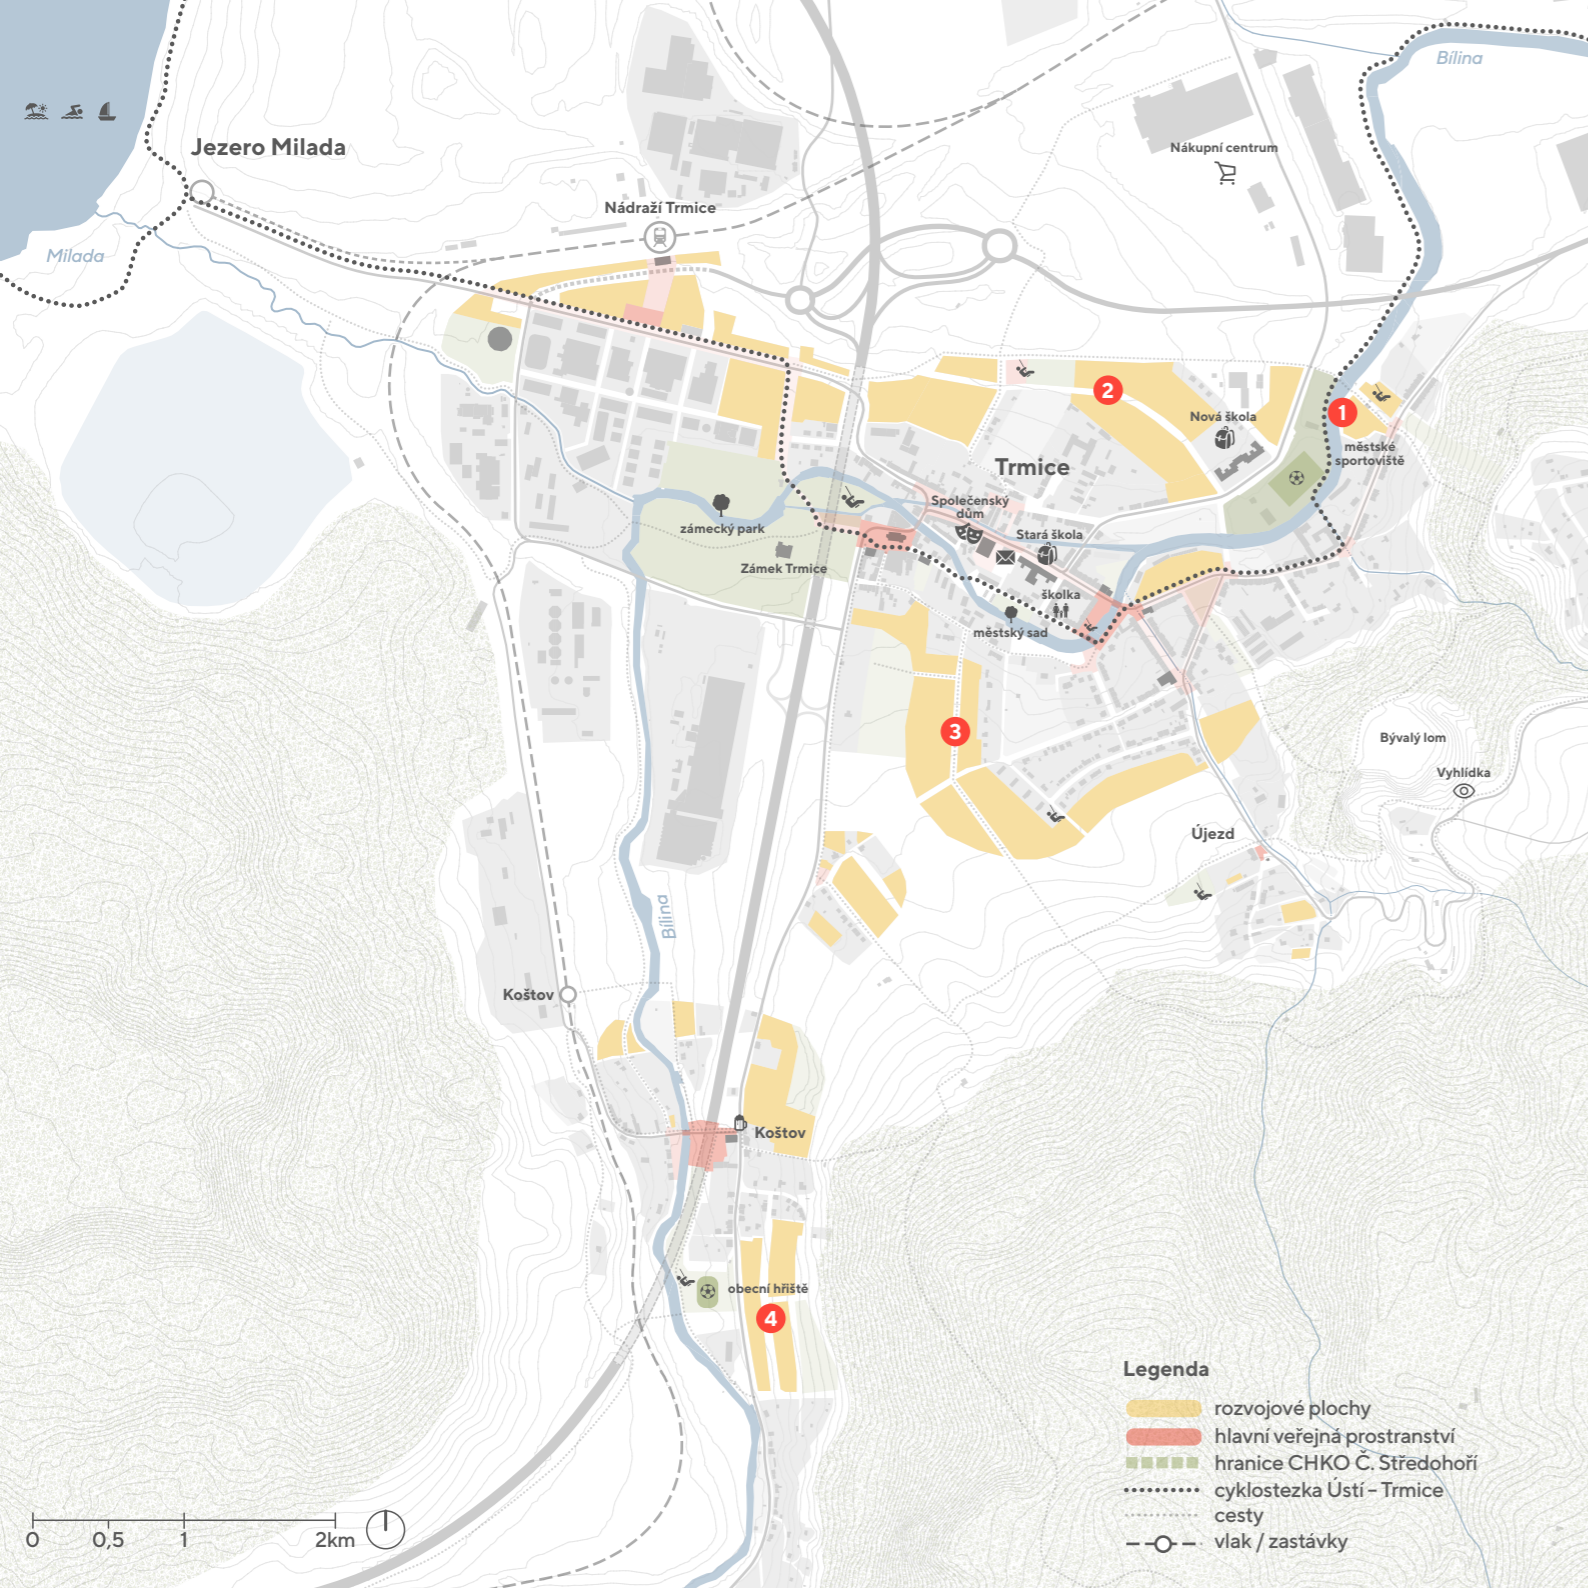 Bílina
Jezero Milada
Nákupní centrum
Nádraží Trmice
Milada
2
1
Nová škola
městské
sportoviště
Trmice
Společenský
dům
zámecký park
Stará škola
Zámek Trmice
školka
městský sad
3
Bývalý lom
Vyhlídka
Újezd
Bílina
Koštov
Koštov
obecní hřiště
4
Legenda
rozvojové plochy
hlavní veřejná prostranství
hranice CHKO Č. Středohoří
cyklostezka Ústí – Trmice
cesty
vlak / zastávky
0 0,5 1 2km